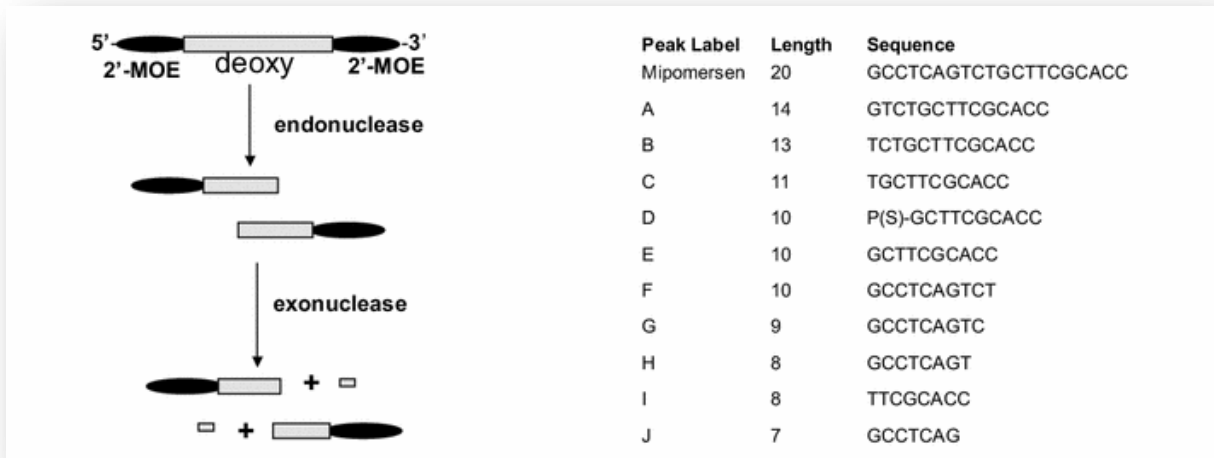 5'- -3'
2'-MOE deoxy 2'-MOE
endonuclease
exonuclease
+
+
Peak Label Length Sequence
Mipomersen 20 GCCTCAGTCTGCTTCGCACC
A 14 GTCTGCTTCGCACC
B 13 TCTGCTTCGCACC
C 11 TGCTTCGCACC
D 10 P(S)-GCTTCGCACC
E 10 GCTTCGCACC
F 10 GCCTCAGTCT
G 9 GCCTCAGTC
H 8 GCCTCAGT
I 8 TTCGCACC
J 7 GCCTCAG